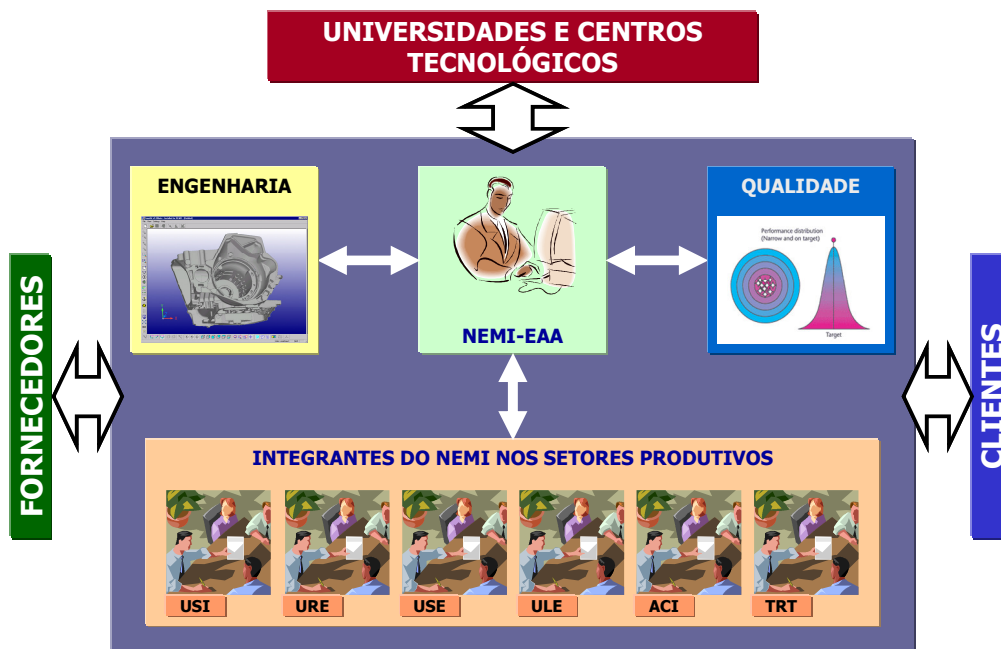 UNIVERSIDADES E CENTROS
TECNOLÓGICOS
ENGENHARIA
QUALIDADE
Performance distribution
(Narrow and on target)
Target
NEMI-EAA
FORNECEDORES
CLIENTES
INTEGRANTES DO NEMI NOS SETORES PRODUTIVOS
USI
URE
USE
ULE
ACI
TRT